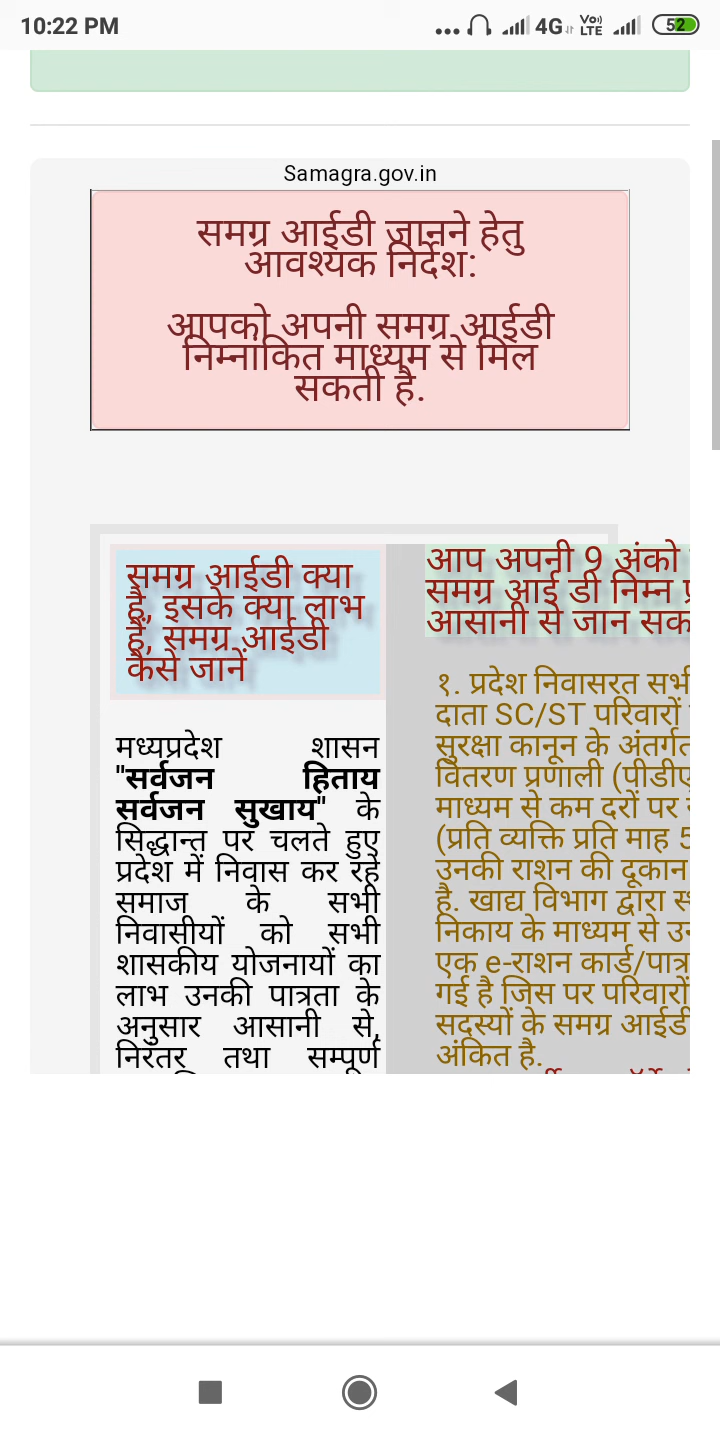 10:22 PM
4G
Vo)) LTE
52
Samagra.gov.in
समग्र आईडी जानने हेतु
आवश्यक निर्देश:
आपको अपनी समग्र आईडी
निम्नांकित माध्यम से मिल
सकती है.
समग्र आईडी क्या
है, इसके क्या लाभ
हैं, समग्र आईडी
कैसे जानें
मध्यप्रदेश शासन
"सर्वजन हिताय
सर्वजन सुखाय" के
सिद्धान्त पर चलते हुए
प्रदेश में निवास कर रहे
समाज के सभी
निवासीयों को सभी
शासकीय योजनायों का
लाभ उनकी पात्रता के
अनुसार आसानी से,
निरंतर तथा सम्पूर्ण
आप अपनी 9 अंको
समग्र आई डी निम्न
आसानी से जान सक
१. प्रदेश निवासरत सभी
दाता SC/ST परिवारों
सुरक्षा कानून के अंतर्गत
वितरण प्रणाली (पीडीए
माध्यम से कम दरों पर
(प्रति व्यक्ति प्रति माह 5
उनकी राशन की दूकान
है. खाद्य विभाग द्वारा
निकाय के माध्यम से
एक e-राशन कार्ड/पात्र
गई है जिस पर परिवारों
सदस्यों के समग्र आईडी
अंकित है.